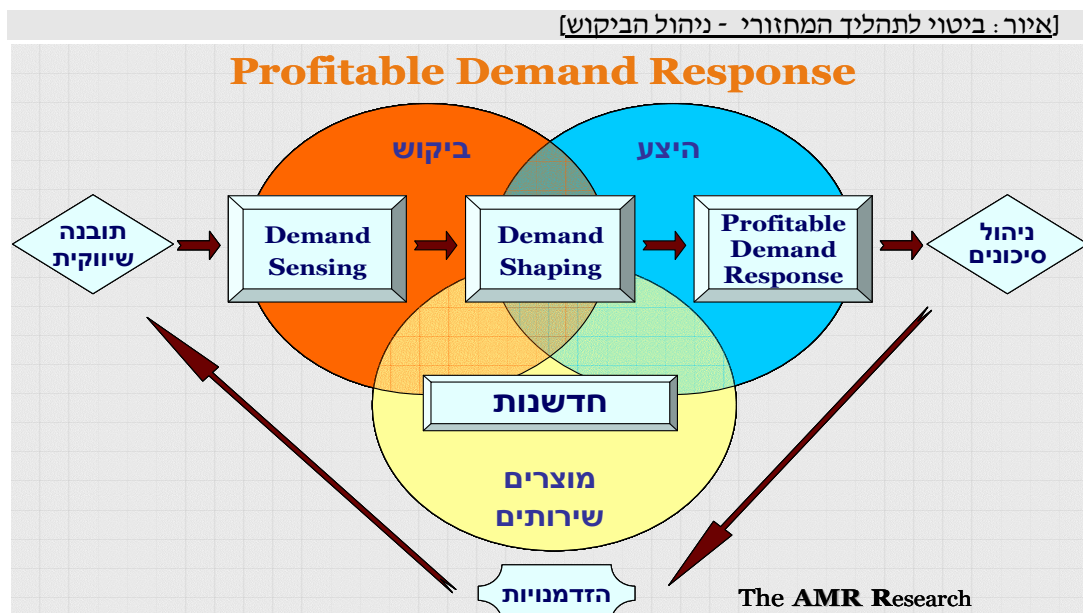 [איור : ביטוי לתהליך המחזורי - ניהול הביקוש]
Profitable Demand Response
ביקוש
היצע
תובנה
שיווקית
Demand
Sensing
Demand
Shaping
Profitable
Demand
Response
ניהול
סיכונים
חדשנות
מוצרים
שירותים
הזדמנויות
The AMR Research